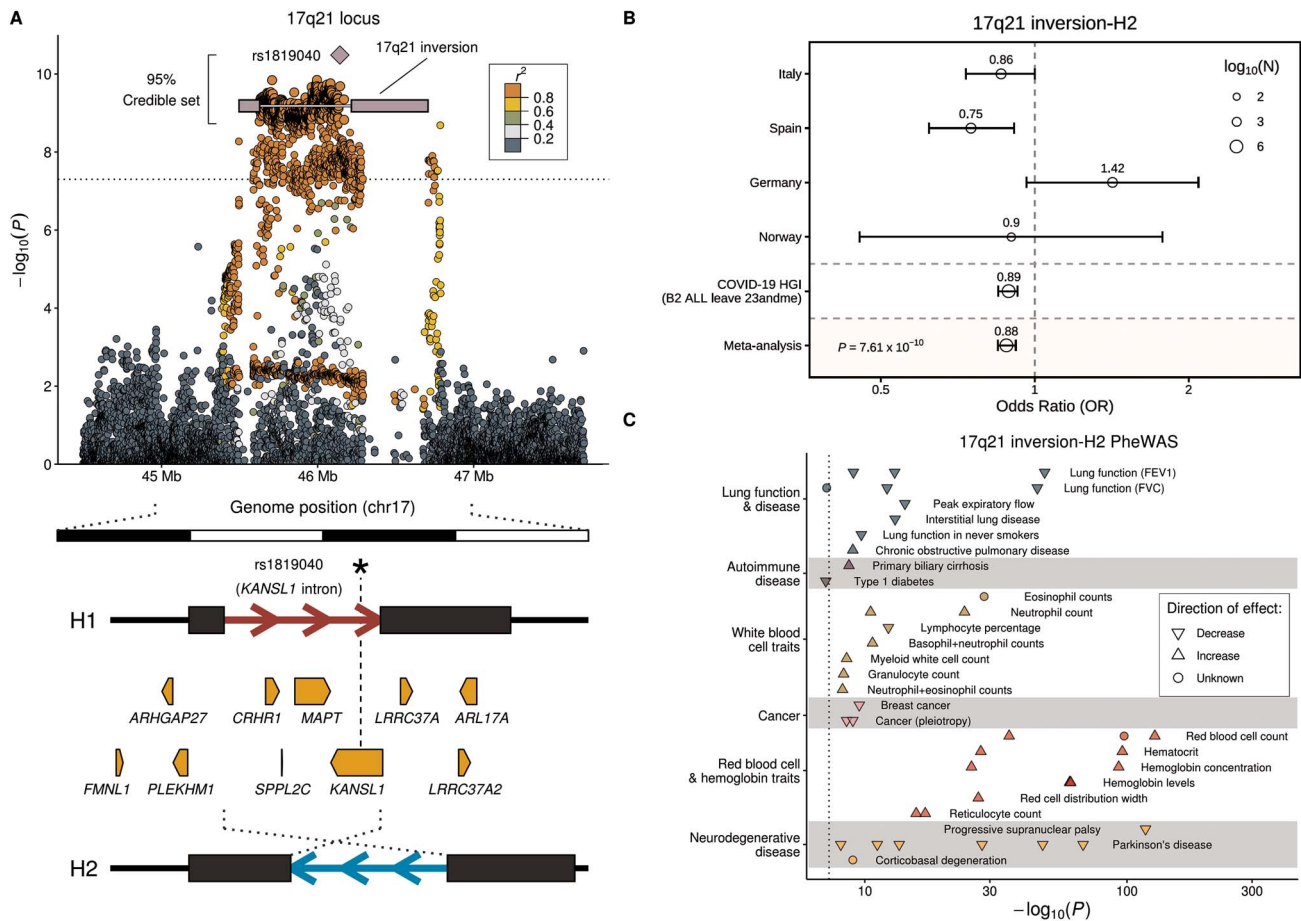 A
17q21 locus
rs1819040
17q21 inversion
95%
Credible set
r²
0.8
0.6
0.4
0.2
−log₁₀(P)
10
8
6
4
2
0
45 Mb
46 Mb
47 Mb
Genome position (chr17)
rs1819040
(KANSL1 intron)
*
H1
ARHGAP27
CRHR1
MAPT
LRRC37A
ARL17A
FMNL1
PLEKHM1
SPPL2C
KANSL1
LRRC37A2
H2
B
17q21 inversion-H2
Italy
0.86
Spain
0.75
Germany
1.42
Norway
0.9
COVID-19 HGI
(B2 ALL leave 23andme)
0.89
Meta-analysis
P = 7.61 x 10⁻¹⁰
0.88
log₁₀(N)
2
3
6
0.5
1
2
Odds Ratio (OR)
C
17q21 inversion-H2 PheWAS
Lung function
& disease
Lung function (FEV1)
Lung function (FVC)
Peak expiratory flow
Interstitial lung disease
Lung function in never smokers
Chronic obstructive pulmonary disease
Autoimmune
disease
Primary biliary cirrhosis
Type 1 diabetes
White blood
cell traits
Eosinophil counts
Neutrophil count
Lymphocyte percentage
Basophil+neutrophil counts
Myeloid white cell count
Granulocyte count
Neutrophil+eosinophil counts
Cancer
Breast cancer
Cancer (pleiotropy)
Red blood cell
& hemoglobin traits
Red blood cell count
Hematocrit
Hemoglobin concentration
Hemoglobin levels
Red cell distribution width
Reticulocyte count
Neurodegenerative
disease
Progressive supranuclear palsy
Parkinson's disease
Corticobasal degeneration
Direction of effect:
Decrease
Increase
Unknown
10
30
100
300
−log₁₀(P)